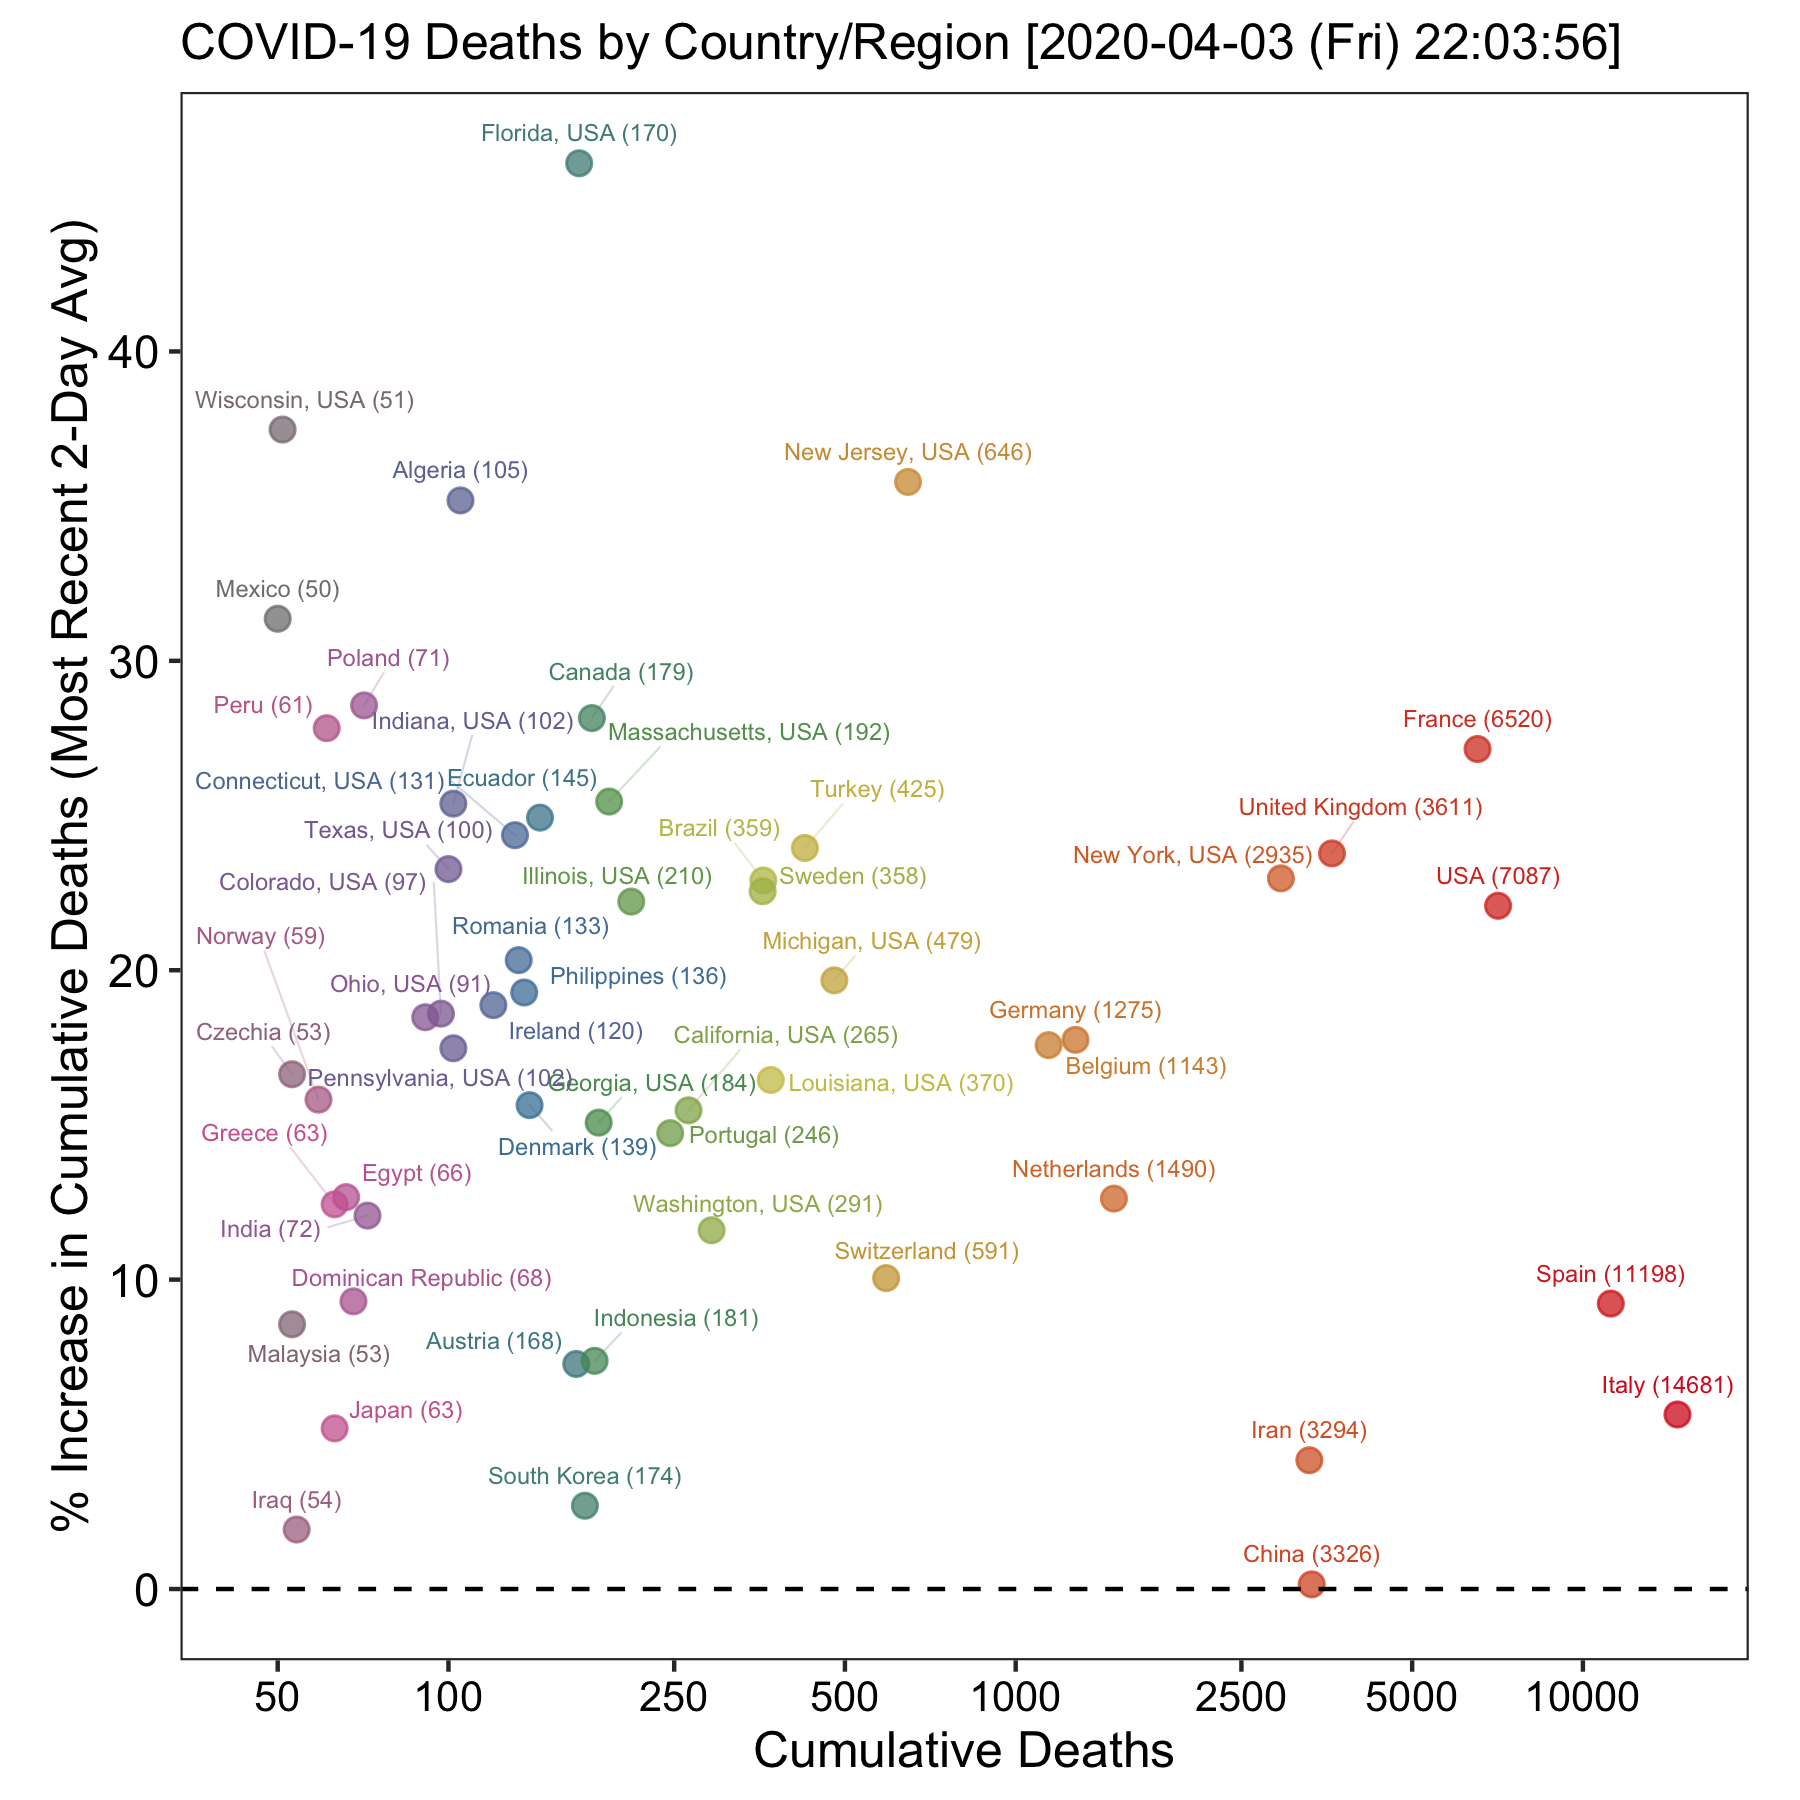 COVID-19 Deaths by Country/Region [2020-04-03 (Fri) 22:03:56]
% Increase in Cumulative Deaths (Most Recent 2-Day Avg)
40
30
20
10
0
Florida, USA (170)
Wisconsin, USA (51)
New Jersey, USA (646)
Algeria (105)
Mexico (50)
Poland (71)
Canada (179)
Peru (61)
Indiana, USA (102)
France (6520)
Massachusetts, USA (192)
Connecticut, USA (131)
Ecuador (145)
Turkey (425)
United Kingdom (3611)
Texas, USA (100)
Brazil (359)
New York, USA (2935)
Colorado, USA (97)
Illinois, USA (210)
Sweden (358)
USA (7087)
Romania (133)
Norway (59)
Michigan, USA (479)
Philippines (136)
Ohio, USA (91)
Germany (1275)
Czechia (53)
Ireland (120)
California, USA (265)
Belgium (1143)
Pennsylvania, USA (102)
Georgia, USA (184)
Louisiana, USA (370)
Greece (63)
Portugal (246)
Denmark (139)
Egypt (66)
Netherlands (1490)
Washington, USA (291)
India (72)
Switzerland (591)
Dominican Republic (68)
Spain (11198)
Indonesia (181)
Austria (168)
Malaysia (53)
Italy (14681)
Japan (63)
Iran (3294)
South Korea (174)
Iraq (54)
China (3326)
50
100
250
500
1000
2500
5000
10000
Cumulative Deaths